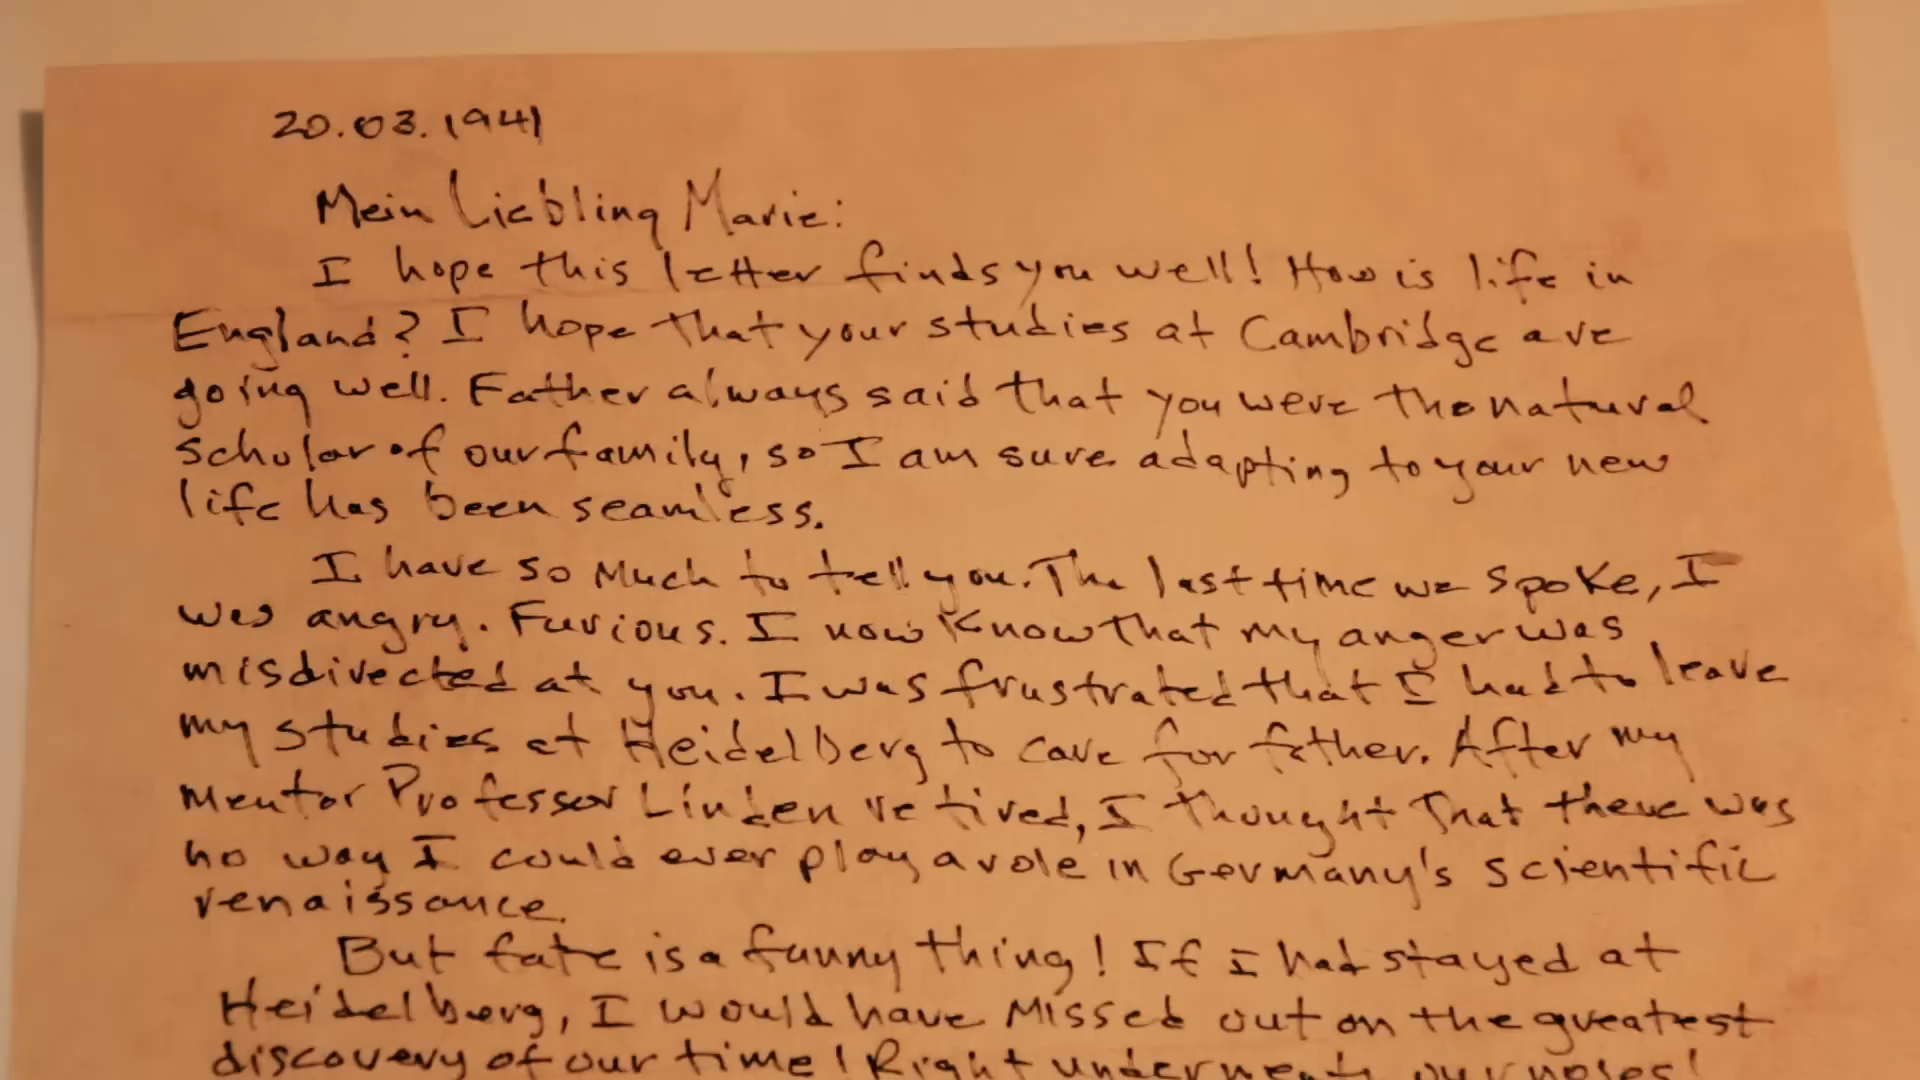 20.03.1941
Mein Liebling Marie:
I hope this letter finds you well! How is life in
England? I hope that your studies at Cambridge are
going well. Father always said that you were the natural
scholar of our family, so I am sure adapting to your new
life has been seamless.
I have so much to tell you. The last time we spoke, I
was angry. Furious. I now know that my anger was
misdirected at you. I was frustrated that I had to leave
my studies at Heidelberg to care for father. After my
mentor Professor Linden retired, I thought that there was
no way I could ever play a role in Germany's scientific
renaissance.
But fate is a funny thing! If I had stayed at
Heidelberg, I would have missed out on the greatest
discovery of our time! Right underneath our noses!